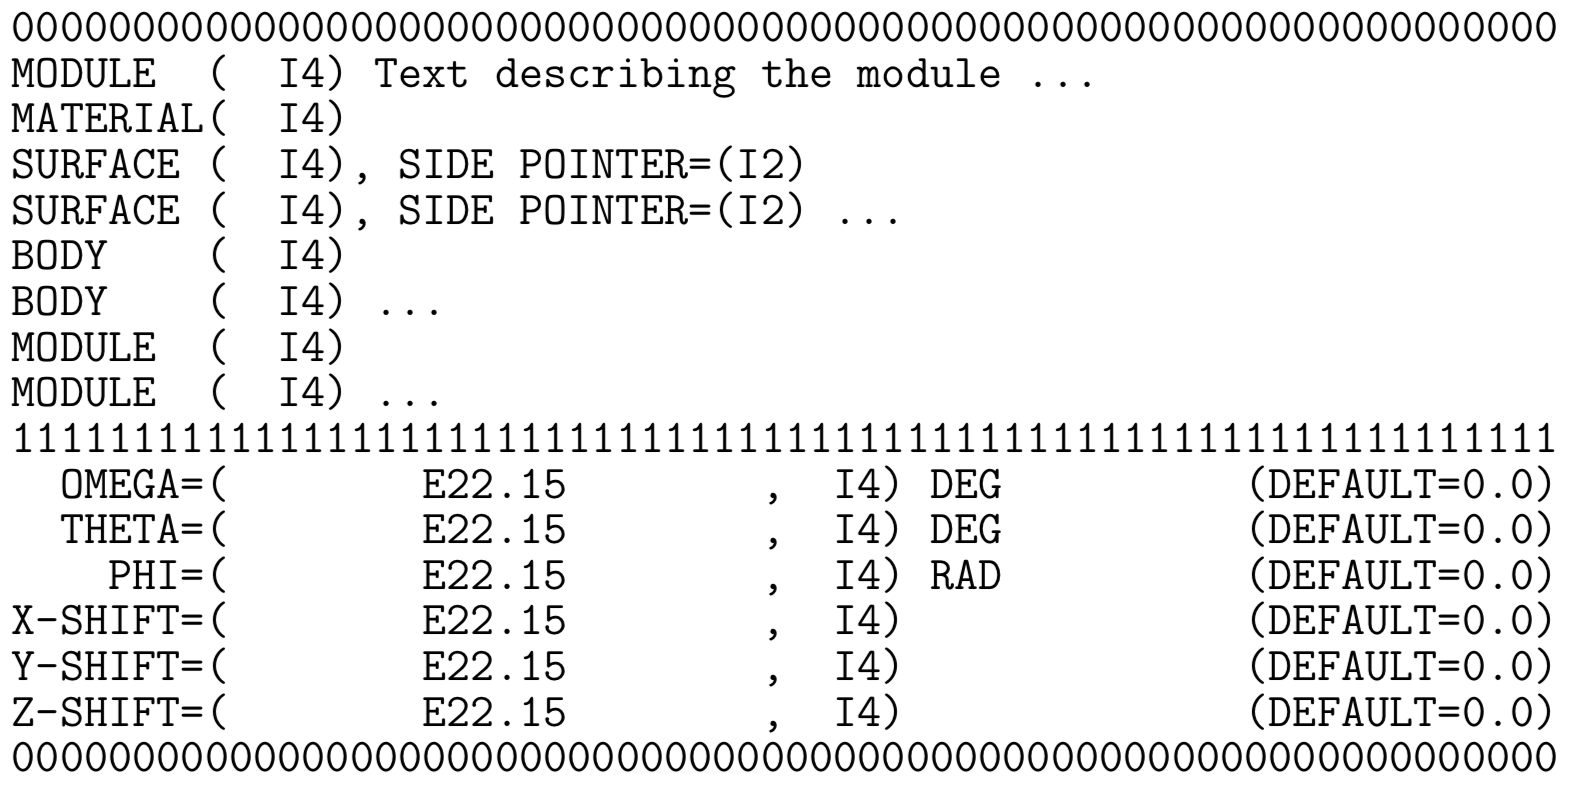 0000000000000000000000000000000000000000000000000000000000000000
MODULE  (  I4) Text describing the module ...
MATERIAL(  I4)
SURFACE (  I4), SIDE POINTER=(I2)
SURFACE (  I4), SIDE POINTER=(I2) ...
BODY    (  I4)
BODY    (  I4) ...
MODULE  (  I4)
MODULE  (  I4) ...
1111111111111111111111111111111111111111111111111111111111111111
  OMEGA=(        E22.15        ,  I4) DEG          (DEFAULT=0.0)
  THETA=(        E22.15        ,  I4) DEG          (DEFAULT=0.0)
    PHI=(        E22.15        ,  I4) RAD          (DEFAULT=0.0)
X-SHIFT=(        E22.15        ,  I4)              (DEFAULT=0.0)
Y-SHIFT=(        E22.15        ,  I4)              (DEFAULT=0.0)
Z-SHIFT=(        E22.15        ,  I4)              (DEFAULT=0.0)
0000000000000000000000000000000000000000000000000000000000000000